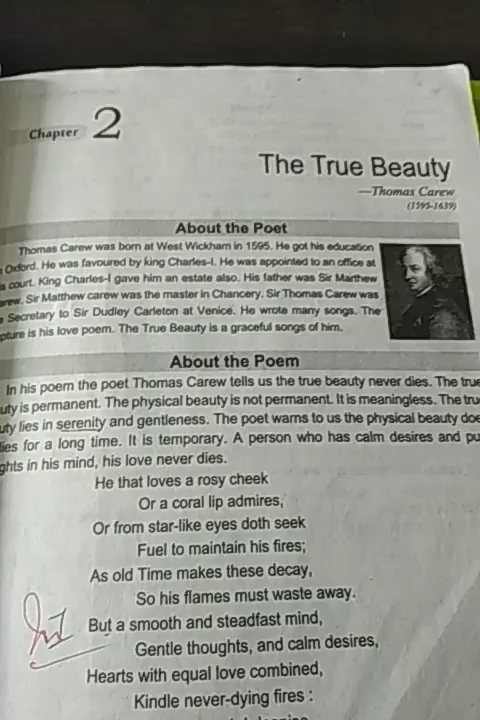 Chapter 2
The True Beauty
—Thomas Carew
(1595-1639)
About the Poet
Thomas Carew was born at West Wickham in 1595. He got his education
Oxford. He was favoured by king Charles-I. He was appointed to an office at
court. King Charles-I gave him an estate also. His father was Sir Matthew
Sir Matthew carew was the master in Chancery. Sir Thomas Carew was
Secretary to Sir Dudley Carleton at Venice. He wrote many songs. The
pture is his love poem. The True Beauty is a graceful songs of him.
About the Poem
In his poem the poet Thomas Carew tells us the true beauty never dies. The true
uty is permanent. The physical beauty is not permanent. It is meaningless. The tru
uty lies in serenity and gentleness. The poet warns to us the physical beauty doe
lies for a long time. It is temporary. A person who has calm desires and pu
ghts in his mind, his love never dies.
He that loves a rosy cheek
Or a coral lip admires,
Or from star-like eyes doth seek
Fuel to maintain his fires;
As old Time makes these decay,
So his flames must waste away.
But a smooth and steadfast mind,
Gentle thoughts, and calm desires,
Hearts with equal love combined,
Kindle never-dying fires :